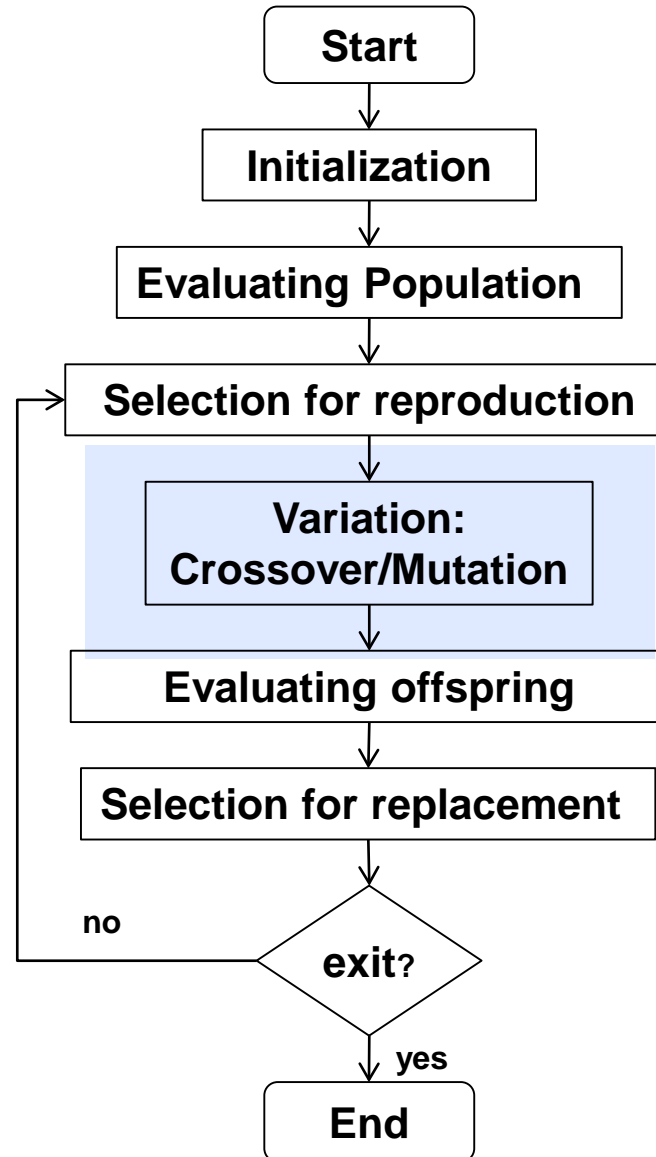 Start
Initialization
Evaluating Population
Selection for reproduction
Variation:
Crossover/Mutation
Evaluating offspring
Selection for replacement
no
exit?
yes
End